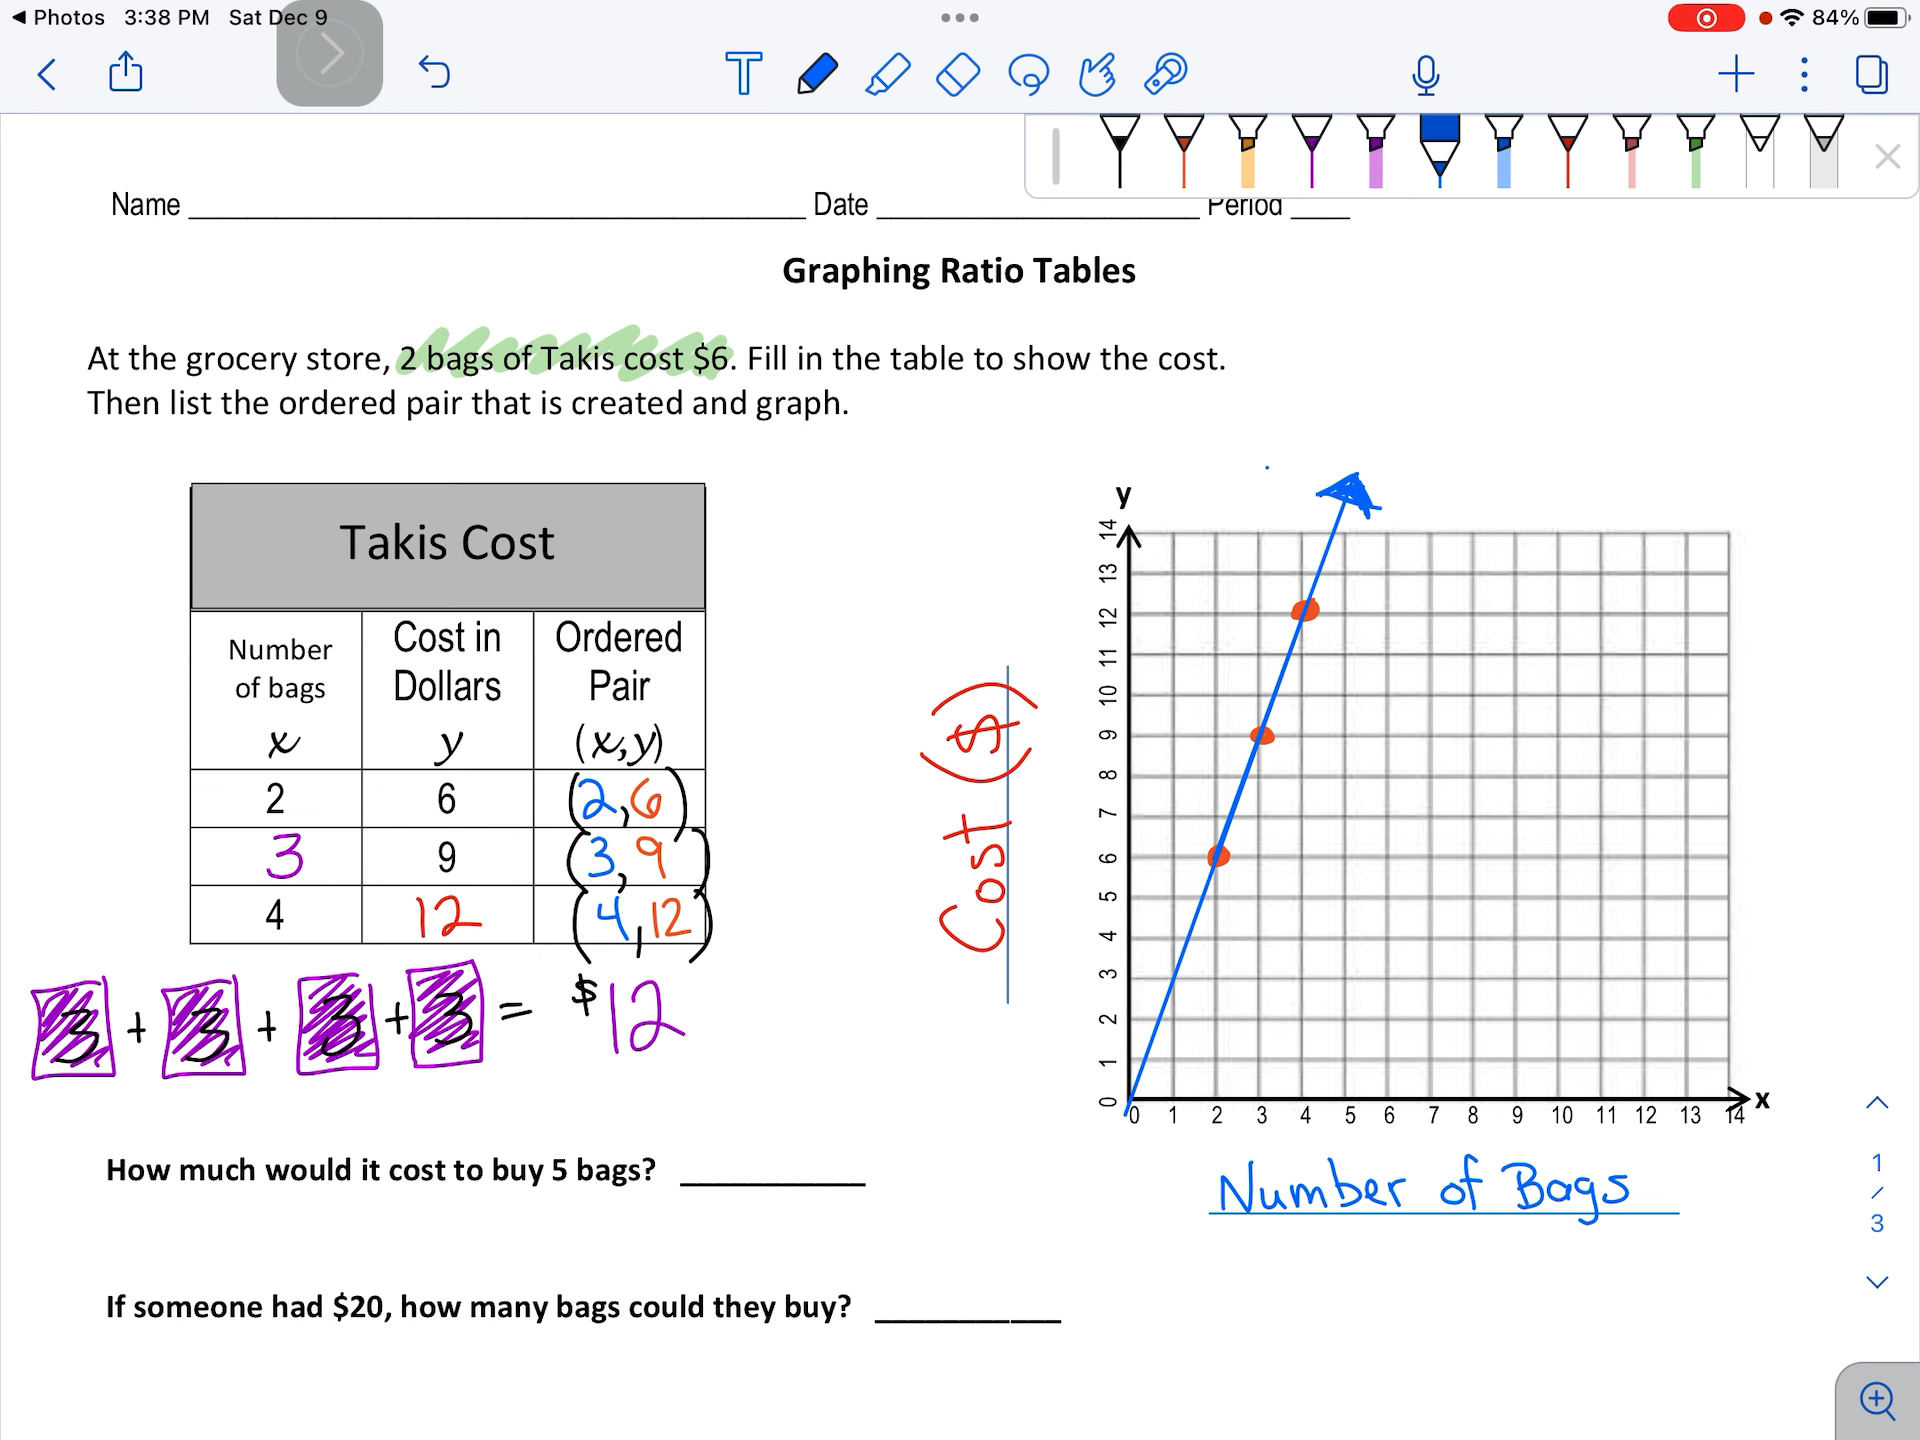 Photos 3:38 PM Sat Dec 9
84%
T
Name Date Period
Graphing Ratio Tables
At the grocery store, 2 bags of Takis cost $6. Fill in the table to show the cost.
Then list the ordered pair that is created and graph.
Takis Cost
Number of bags x Cost in Dollars y Ordered Pair (x,y)
2 6 (2,6)
3 9 (3,9)
4 12 (4,12)
3 + 3 + 3 + 3 = $12
Cost ($)
y
14
13
12
11
10
9
8
7
6
5
4
3
2
1
0
0 1 2 3 4 5 6 7 8 9 10 11 12 13 14 x
Number of Bags
How much would it cost to buy 5 bags?
If someone had $20, how many bags could they buy?
1
/
3